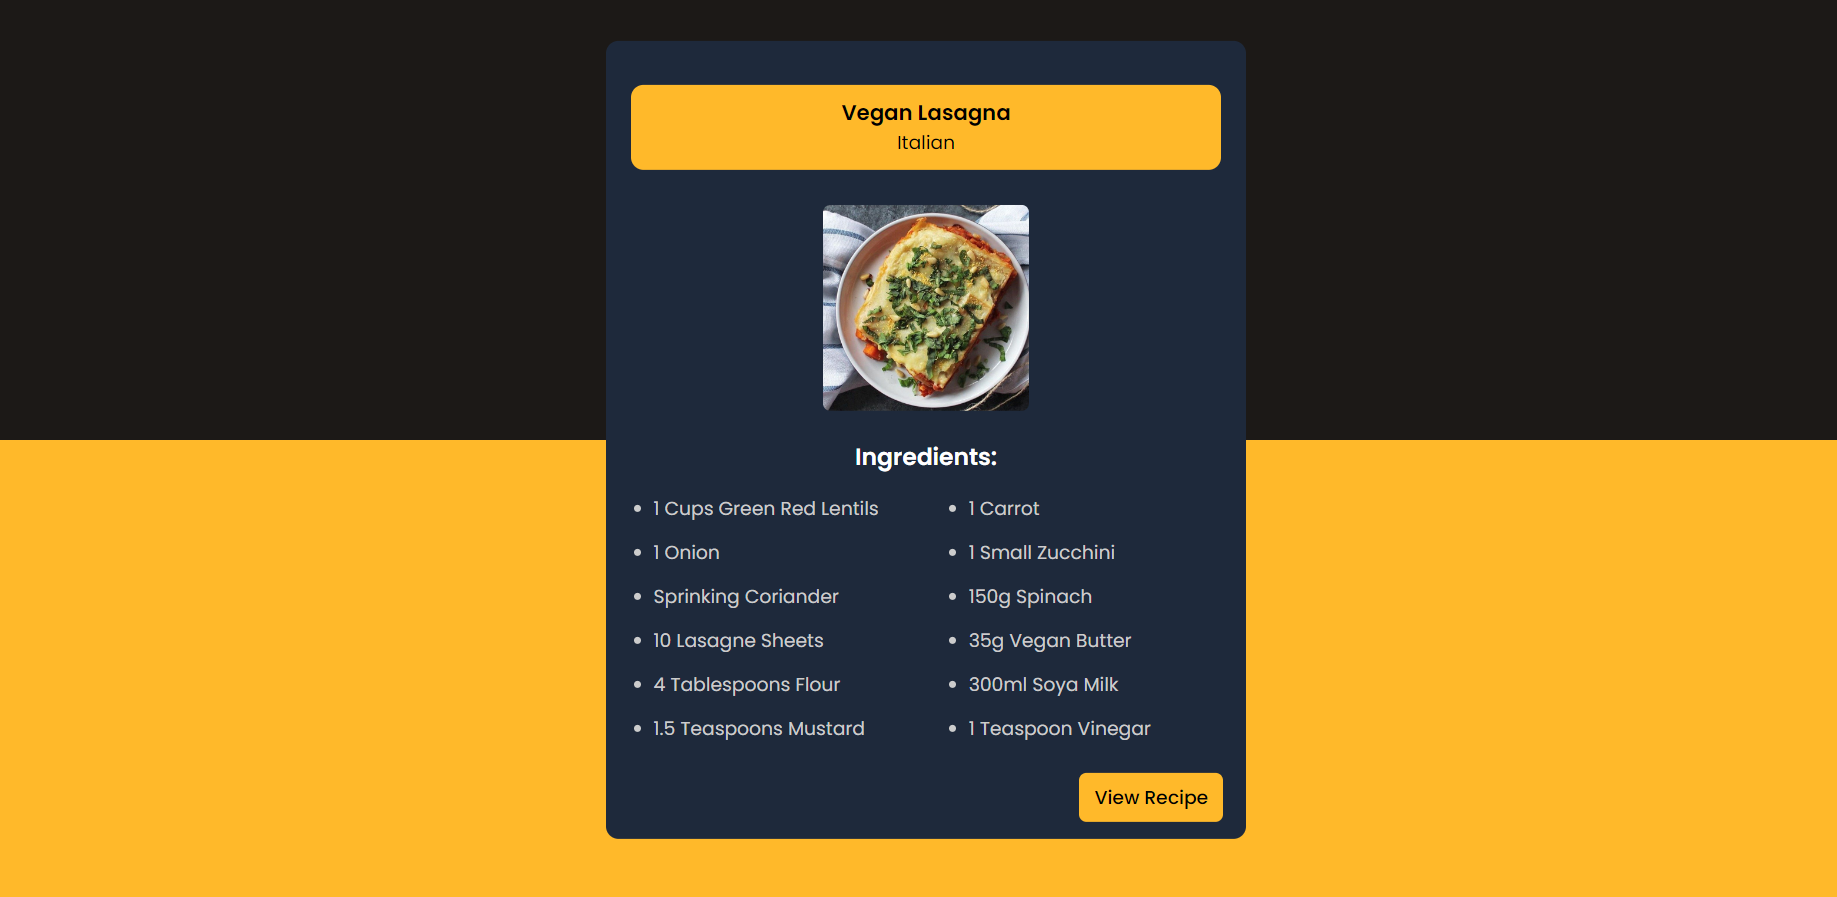 Vegan Lasagna
Italian
Ingredients:
1 Cups Green Red Lentils
1 Carrot
1 Onion
1 Small Zucchini
Sprinking Coriander
150g Spinach
10 Lasagne Sheets
35g Vegan Butter
4 Tablespoons Flour
300ml Soya Milk
1.5 Teaspoons Mustard
1 Teaspoon Vinegar
View Recipe